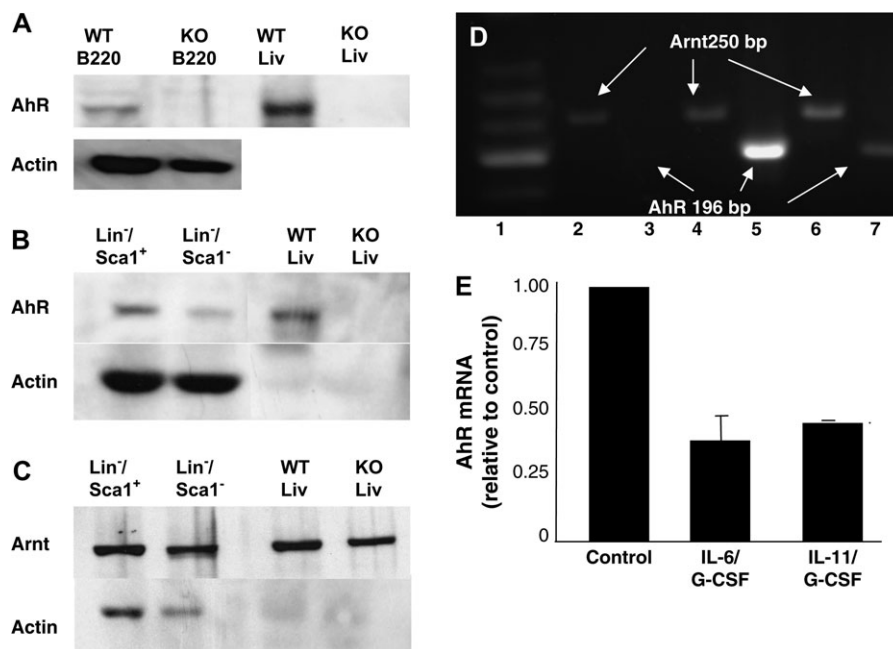 A
WT KO WT KO
B220 B220 Liv Liv
AhR
Actin
B
Lin⁻/ Lin⁻/ WT KO
Sca1⁺ Sca1⁻ Liv Liv
AhR
Actin
C
Lin⁻/ Lin⁻/ WT KO
Sca1⁺ Sca1⁻ Liv Liv
Arnt
Actin
D
Arnt250 bp
AhR 196 bp
1 2 3 4 5 6 7
E
AhR mRNA
(relative to control)
1.00
0.75
0.50
0.25
0
Control IL-6/ IL-11/
G-CSF G-CSF